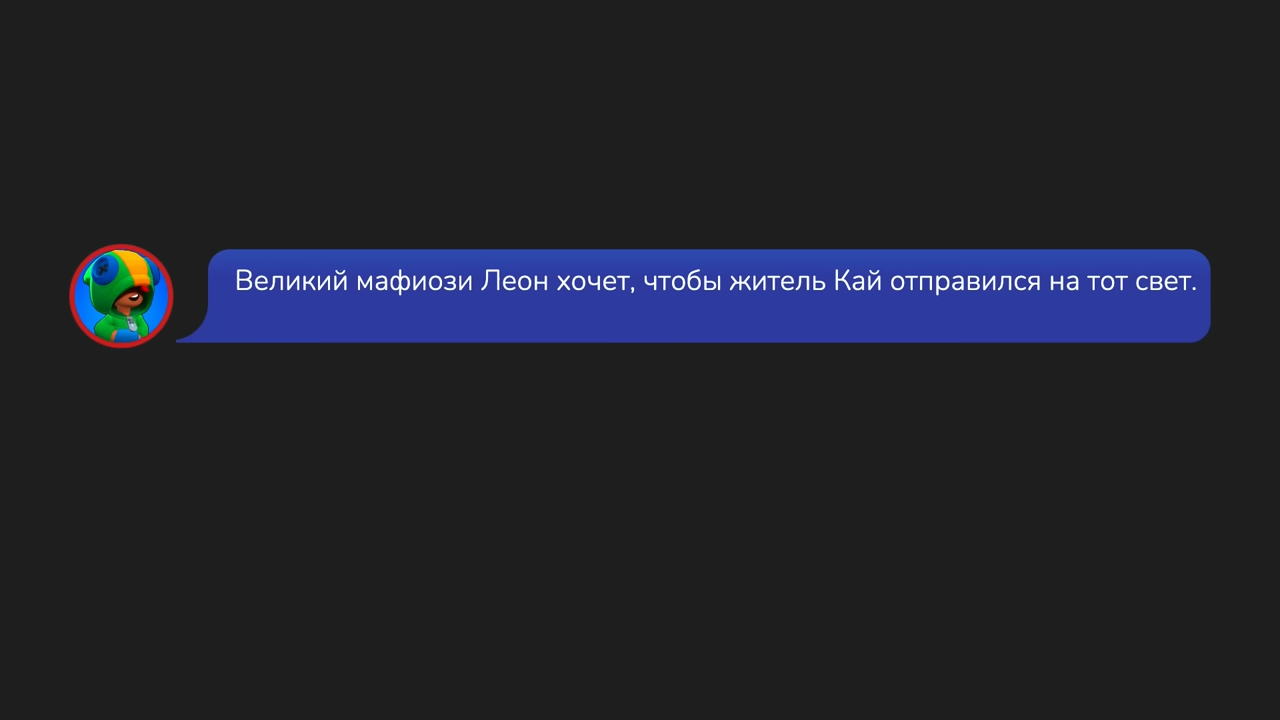 Великий мафиози Леон хочет, чтобы житель Кай отправился на тот свет.